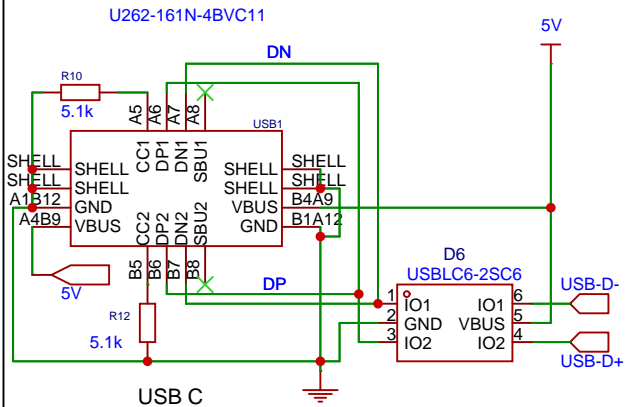 U262-161N-4BVC11
5V
DN
R10
5.1k
A5
A6
A7
A8
USB1
CC1
DP1
DN1
SBU1
SHELL
SHELL
SHELL
SHELL
SHELL
SHELL
SHELL
SHELL
A1B12
GND
VBUS
B4A9
A4B9
VBUS
GND
B1A12
CC2
DP2
DN2
SBU2
B5
B6
B7
B8
5V
DP
D6
USBLC6-2SC6
R12
5.1k
1
IO1
IO1
6
USB-D-
2
GND
VBUS
5
3
IO2
IO2
4
USB-D+
USB C